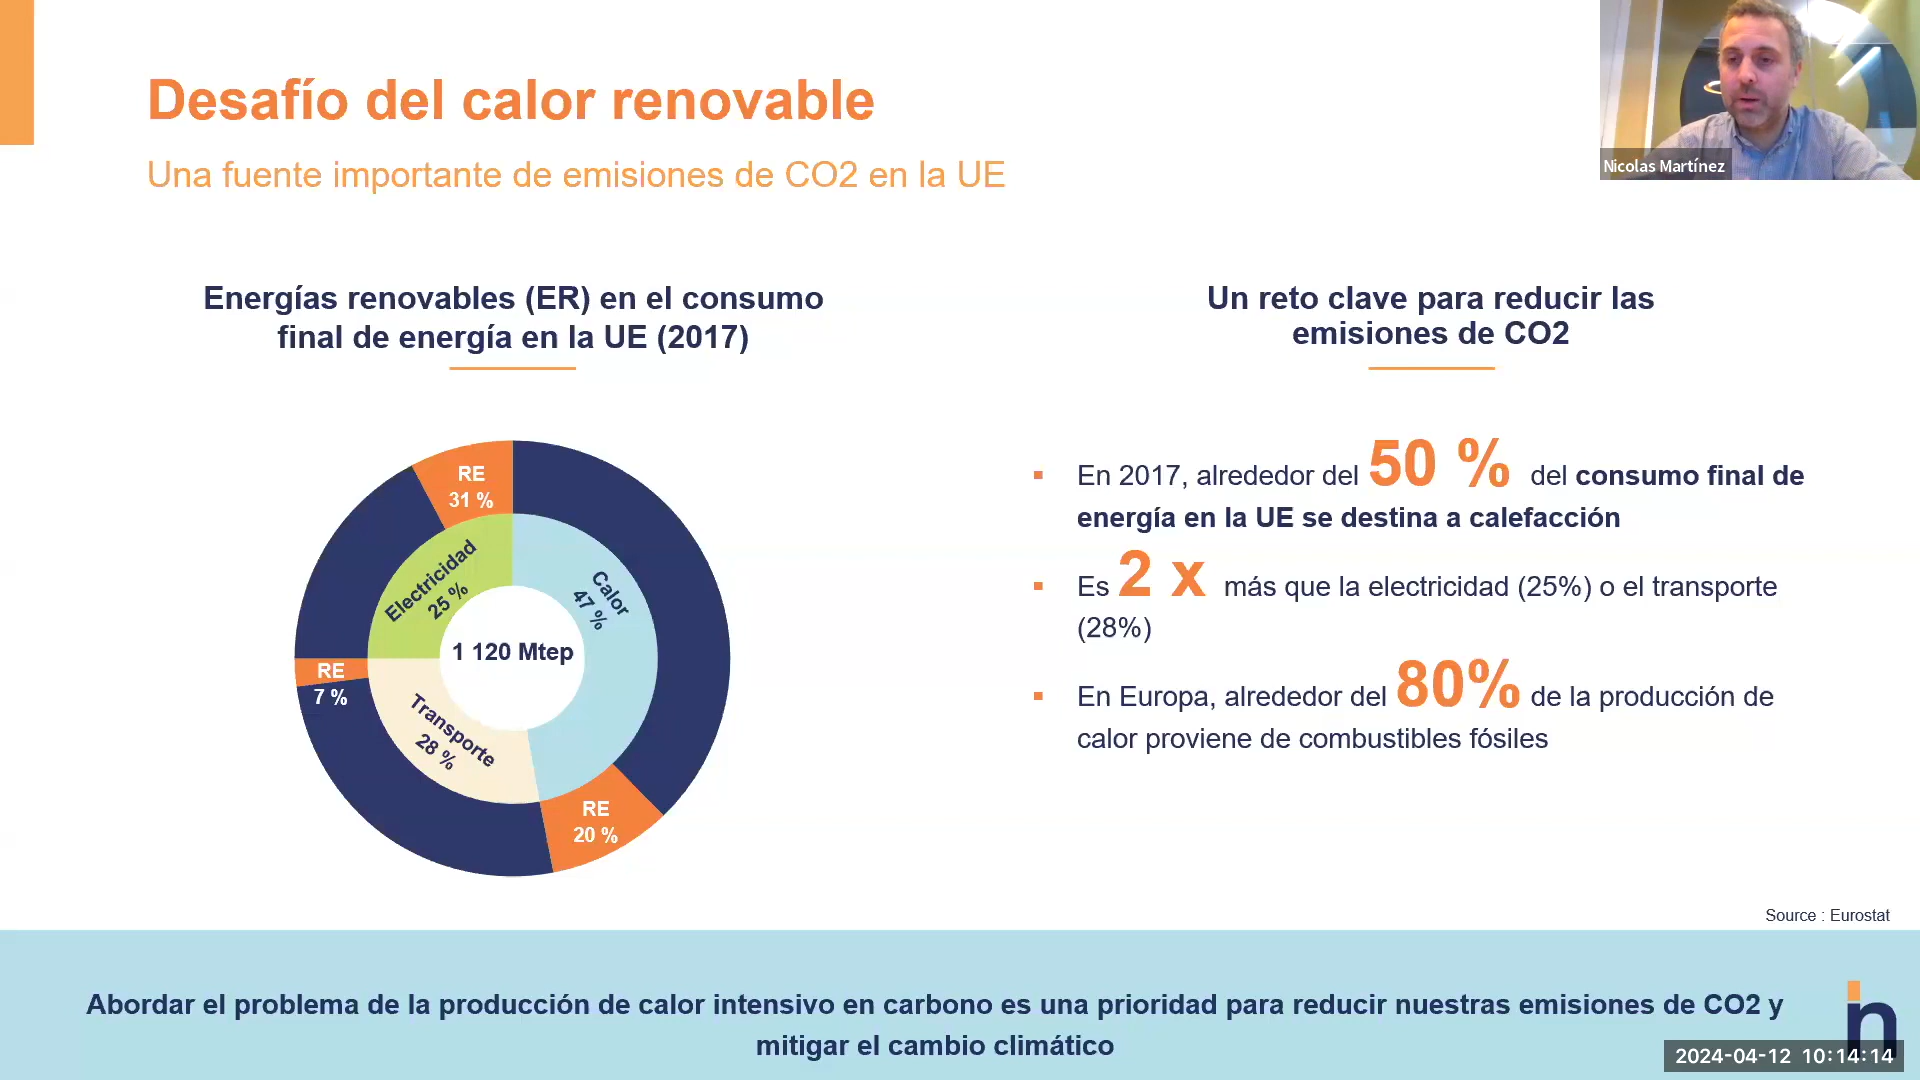 Desafío del calor renovable
Una fuente importante de emisiones de CO2 en la UE
Nicolas Martínez
Energías renovables (ER) en el consumo
final de energía en la UE (2017)
RE
31 %
Electricidad
25 %
Calor
47 %
1 120 Mtep
RE
7 %
Transporte
28 %
RE
20 %
Un reto clave para reducir las
emisiones de CO2
▪ En 2017, alrededor del 50 % del consumo final de
energía en la UE se destina a calefacción
▪ Es 2 x más que la electricidad (25%) o el transporte
(28%)
▪ En Europa, alrededor del 80% de la producción de
calor proviene de combustibles fósiles
Source : Eurostat
Abordar el problema de la producción de calor intensivo en carbono es una prioridad para reducir nuestras emisiones de CO2 y
mitigar el cambio climático
in
2024-04-12 10:14:14